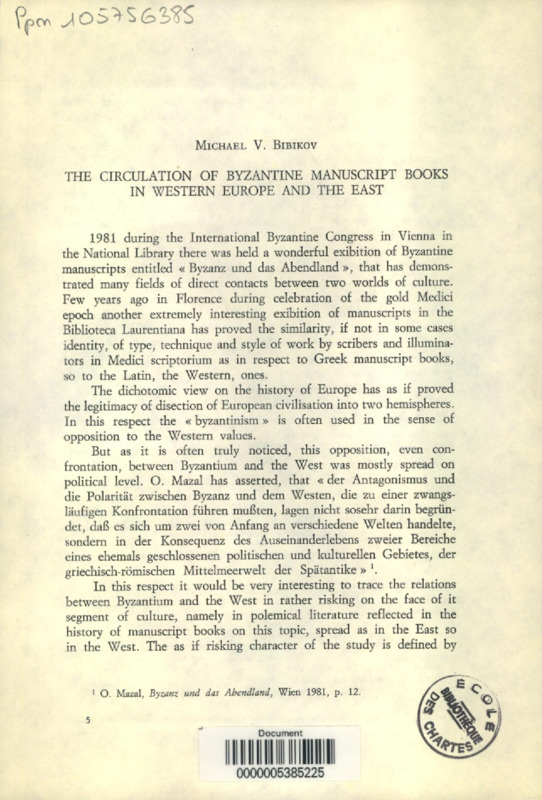 Ppn 105756385
MICHAEL V. BIBIKOV
THE CIRCULATION OF BYZANTINE MANUSCRIPT BOOKS
IN WESTERN EUROPE AND THE EAST
1981 during the International Byzantine Congress in Vienna in
the National Library there was held a wonderful exibition of Byzantine
manuscripts entitled « Byzanz und das Abendland », that has demons-
trated many fields of direct contacts between two worlds of culture.
Few years ago in Florence during celebration of the gold Medici
epoch another extremely interesting exibition of manuscripts in the
Biblioteca Laurentiana has proved the similarity, if not in some cases
identity, of type, technique and style of work by scribers and illumina-
tors in Medici scriptorium as in respect to Greek manuscript books,
so to the Latin, the Western, ones.
The dichotomic view on the history of Europe has as if proved
the legitimacy of disection of European civilisation into two hemispheres.
In this respect the « byzantinism » is often used in the sense of
opposition to the Western values.
But as it is often truly noticed, this opposition, even con-
frontation, between Byzantium and the West was mostly spread on
political level. O. Mazal has asserted, that « der Antagonismus und
die Polarität zwischen Byzanz und dem Westen, die zu einer zwangs-
läufigen Konfrontation führen mußten, lagen nicht sosehr darin begrün-
det, daß es sich um zwei von Anfang an verschiedene Welten handelte,
sondern in der Konsequenz des Auseinanderlebens zweier Bereiche
eines ehemals geschlossenen politischen und kulturellen Gebietes, der
griechisch-römischen Mittelmeerwelt der Spätantike » ¹.
In this respect it would be very interesting to trace the relations
between Byzantium and the West in rather risking on the face of it
segment of culture, namely in polemical literature reflected in the
history of manuscript books on this topic, spread as in the East so
in the West. The as if risking character of the study is defined by
¹ O. Mazal, Byzanz und das Abendland, Wien 1981, p. 12.
5
ECOLE
DES CHARTES
BIBLIOTHÈQUE
Document
0000005385225